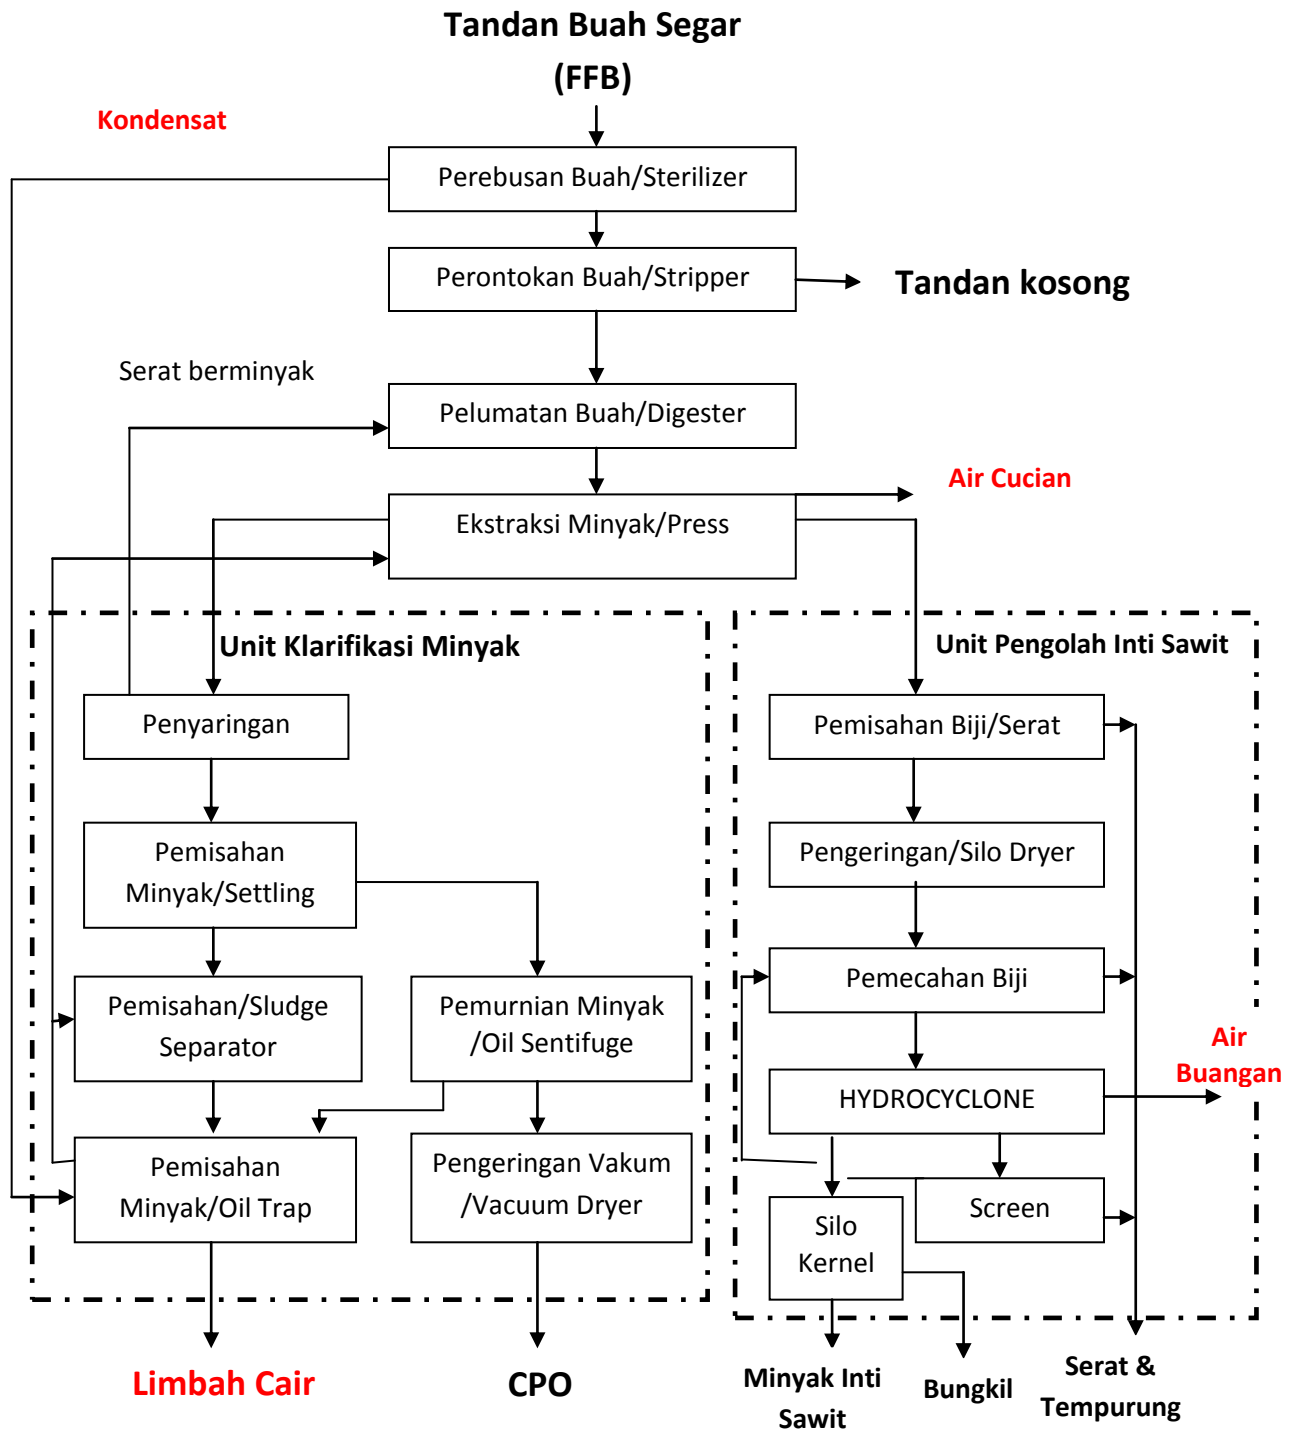 Tandan Buah Segar
(FFB)
Kondensat
Perebusan Buah/Sterilizer
Perontokan Buah/Stripper
Tandan kosong
Serat berminyak
Pelumatan Buah/Digester
Air Cucian
Ekstraksi Minyak/Press
Unit Klarifikasi Minyak
Penyaringan
Pemisahan
Minyak/Settling
Pemisahan/Sludge
Separator
Pemurnian Minyak
/Oil Sentifuge
Pemisahan
Minyak/Oil Trap
Pengeringan Vakum
/Vacuum Dryer
Limbah Cair
CPO
Unit Pengolah Inti Sawit
Pemisahan Biji/Serat
Pengeringan/Silo Dryer
Pemecahan Biji
Air
Buangan
HYDROCYCLONE
Screen
Silo
Kernel
Minyak Inti
Sawit
Bungkil
Serat &
Tempurung